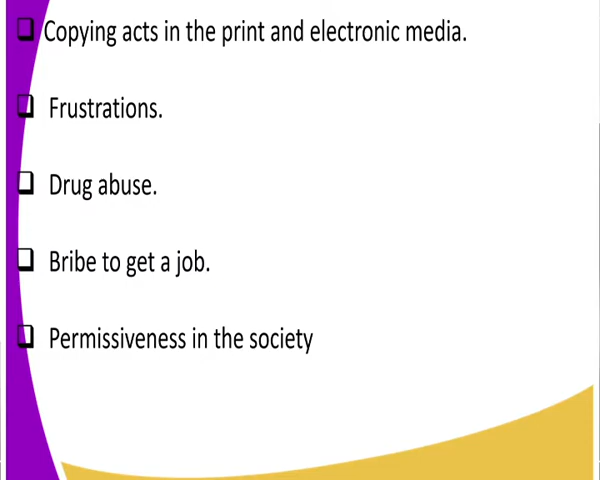 Copying acts in the print and electronic media.
Frustrations.
Drug abuse.
Bribe to get a job.
Permissiveness in the society